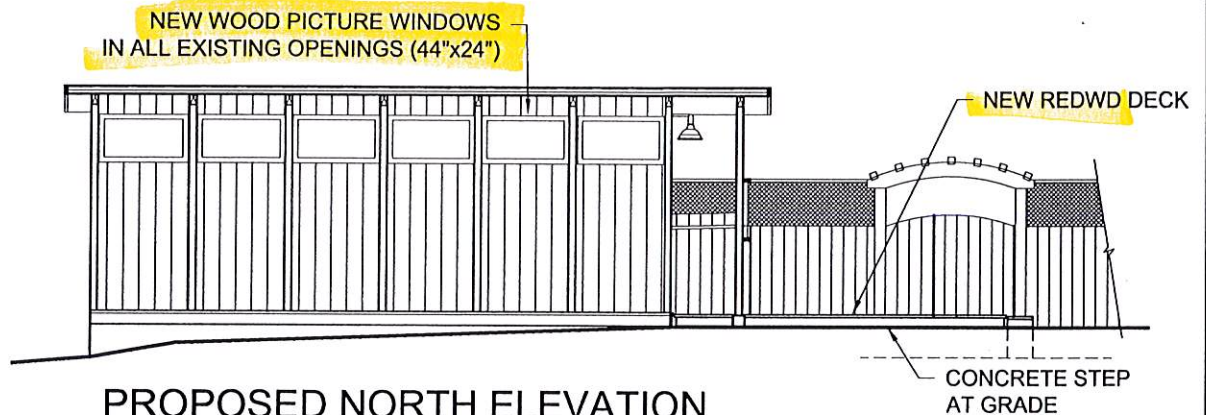 NEW WOOD PICTURE WINDOWS
IN ALL EXISTING OPENINGS (44"x24")
NEW REDWD DECK
CONCRETE STEP
AT GRADE
PROPOSED NORTH ELEVATION